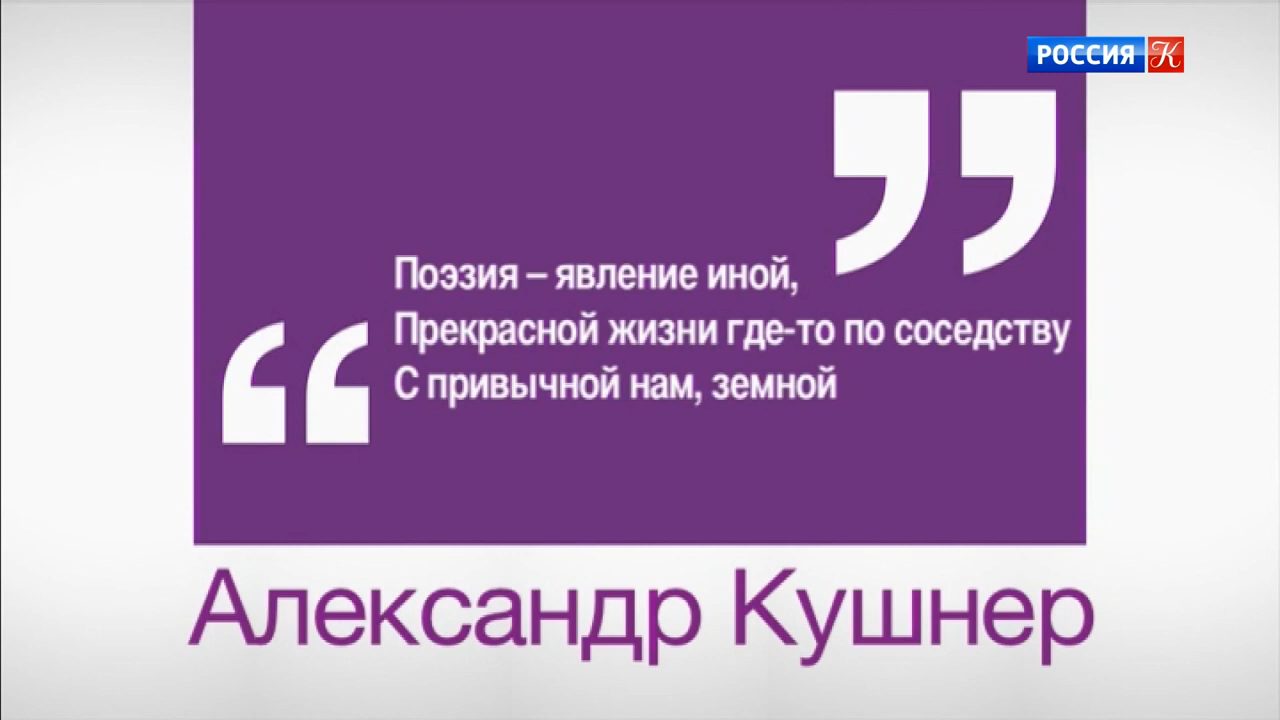 РОССИЯ К
Поэзия – явление иной,
Прекрасной жизни где-то по соседству
С привычной нам, земной
Александр Кушнер